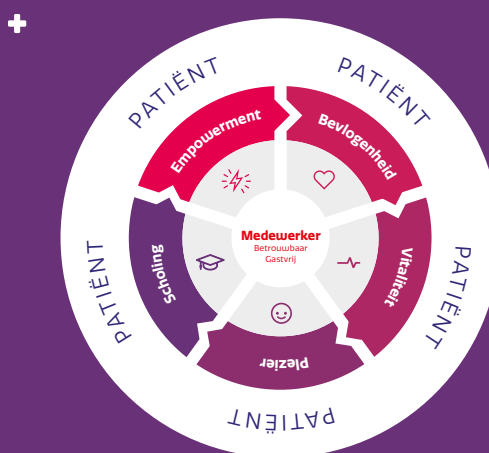 PATIËNT
PATIËNT
Empowerment
Bevlogenheid
Medewerker
Betrouwbaar
Gastvrij
Scholing
Vitaliteit
PATIËNT
PATIËNT
Plezier
PATIËNT